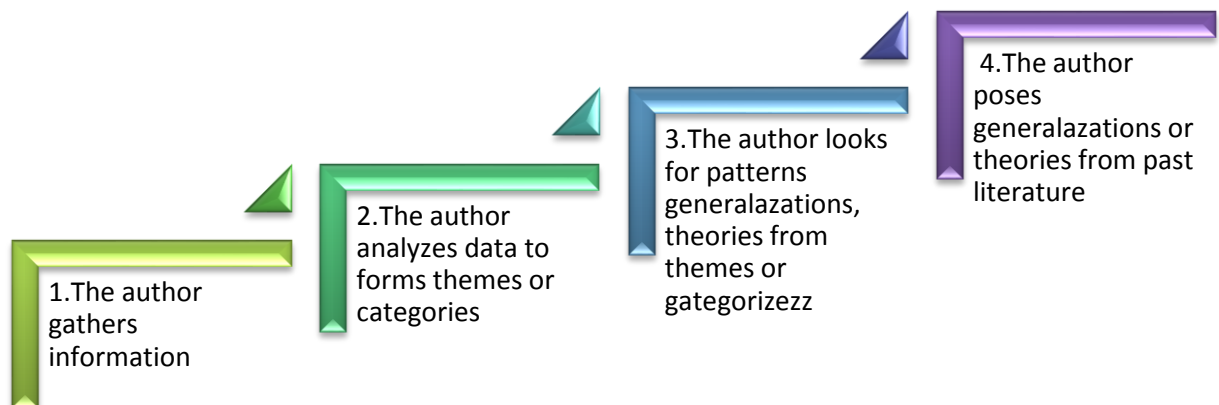 1.The author
gathers
information
2.The author
analyzes data to
forms themes or
categories
3.The author looks
for patterns
generalazations,
theories from
themes or
gategorizezz
4.The author
poses
generalazations or
theories from past
literature